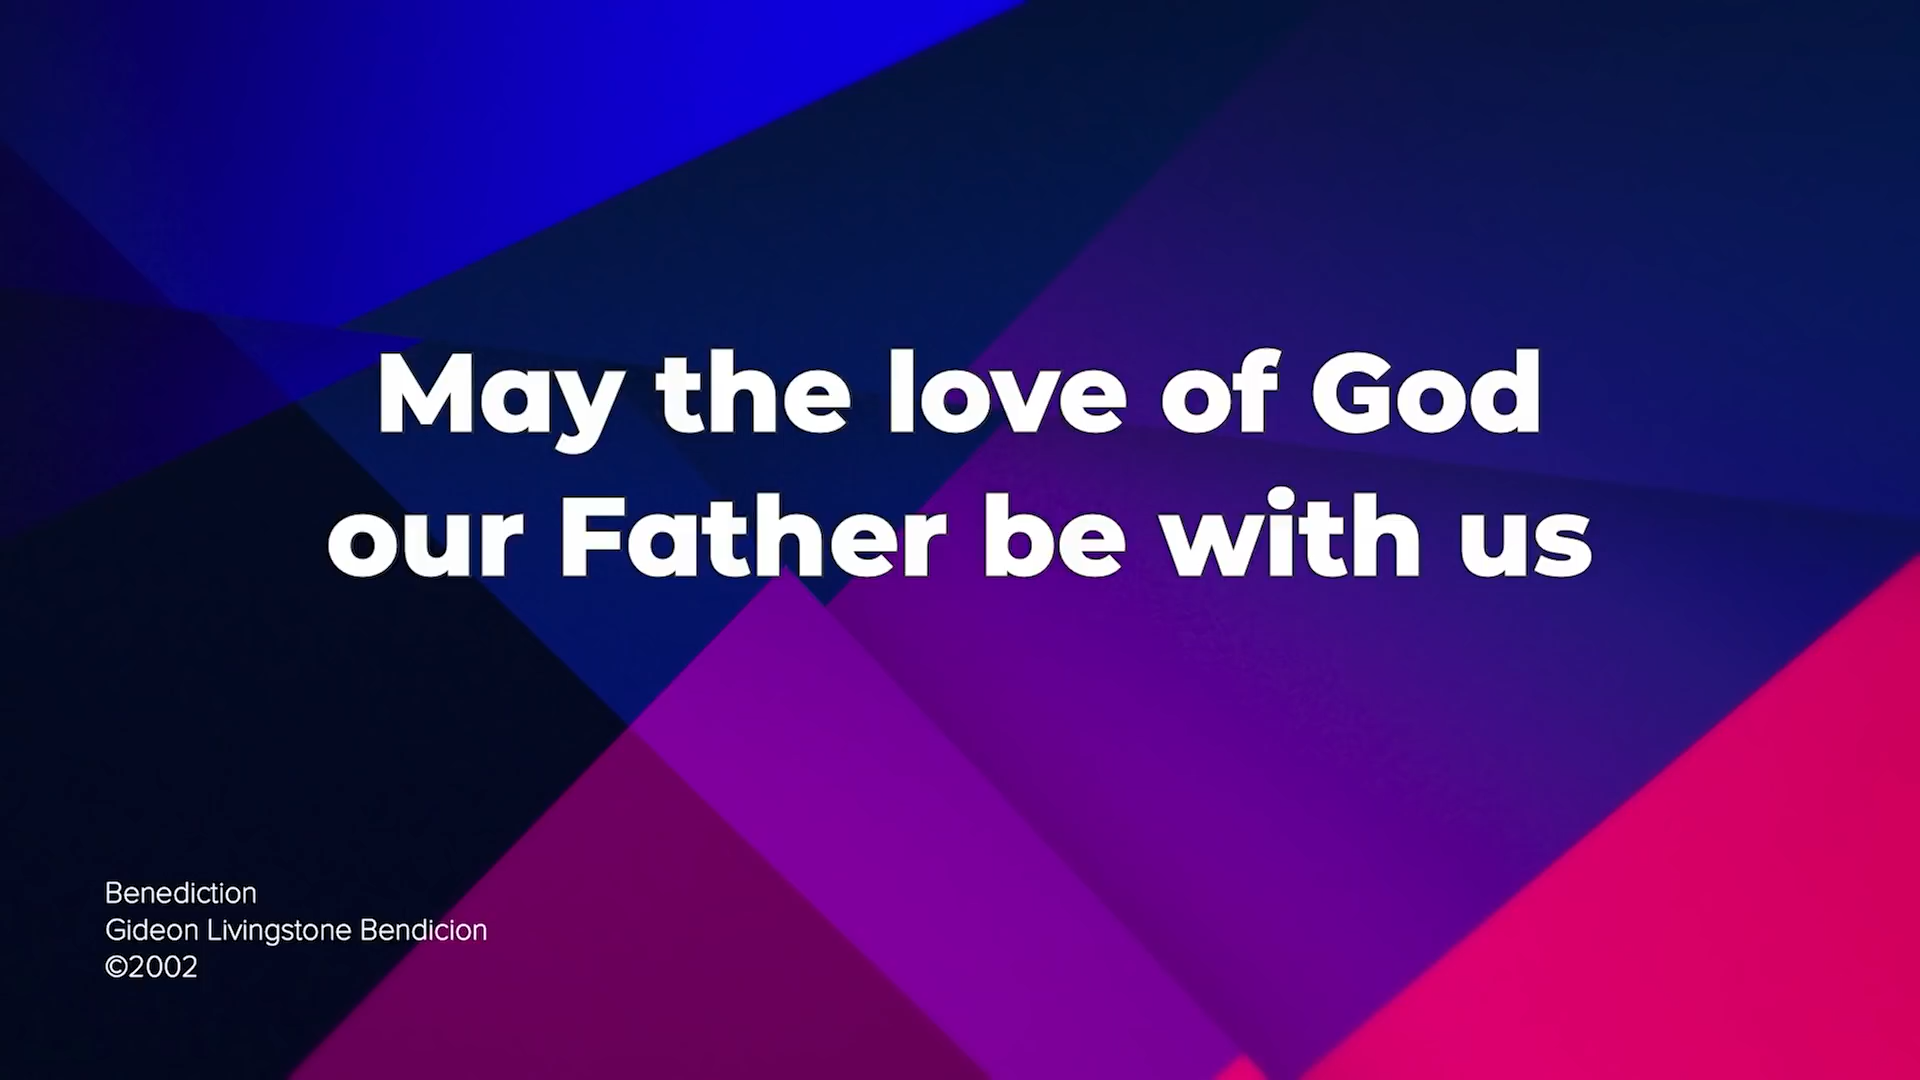 May the love of God
our Father be with us
Benediction
Gideon Livingstone Bendicion
©2002